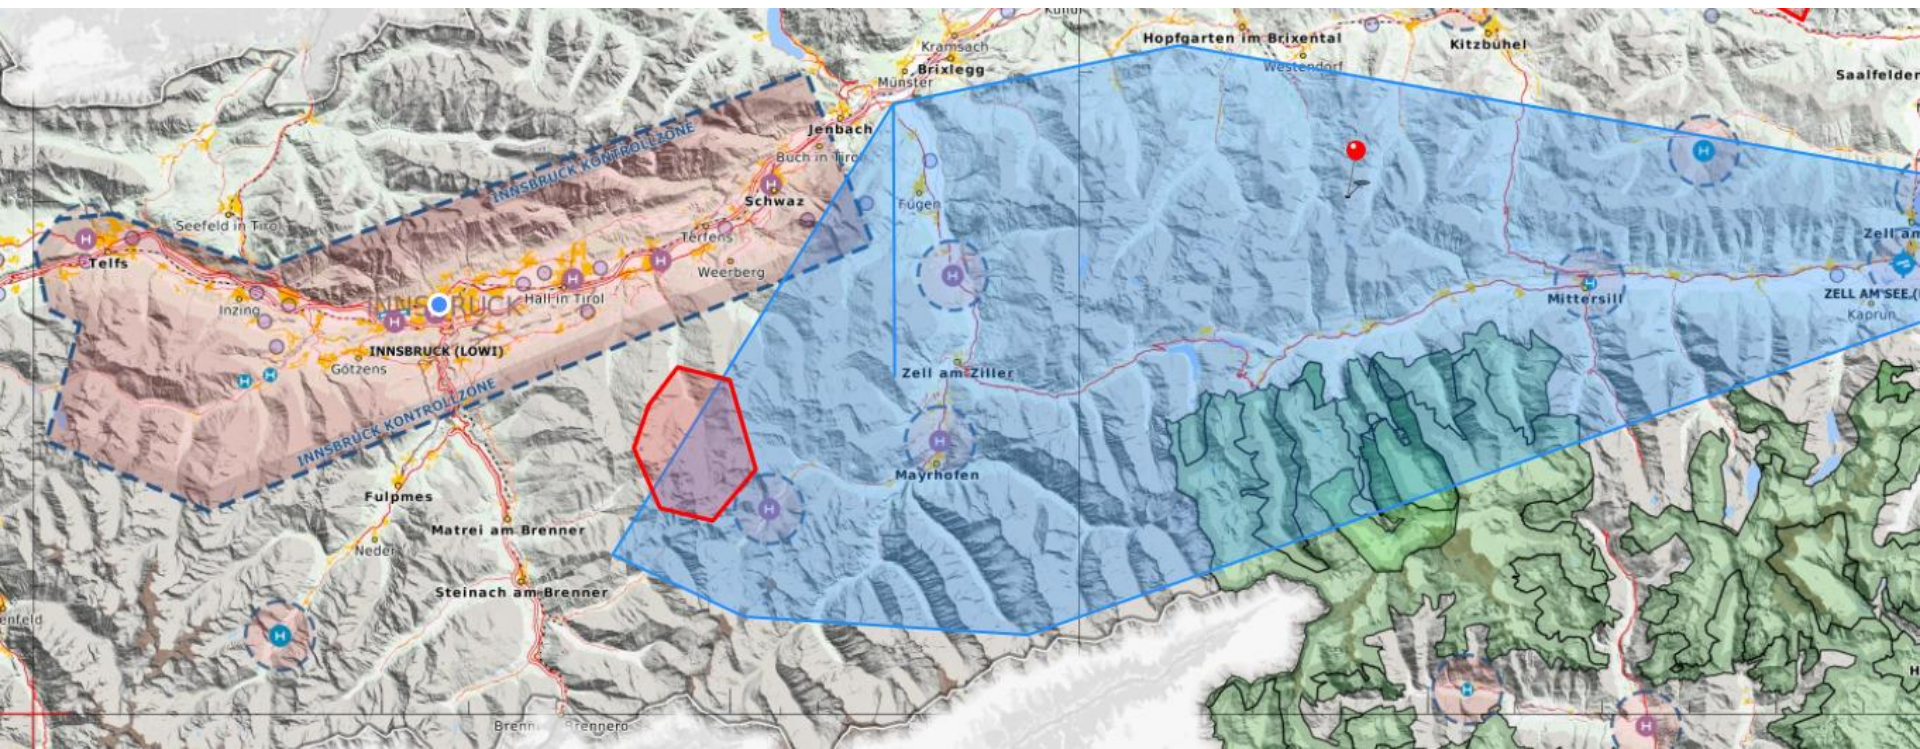 Kramsach
Hopfgarten im Brixental
Kitzbühel
Brixlegg
Westendorf
Saalfelden
Münster
Jenbach
INNSBRUCK KONTROLLZONE
Buch in Tirol
Schwaz
Fügen
Seefeld in Tirol
Terfens
Zell am
Telfs
Weerberg
INNSBRUCK
Hall in Tirol
Inzing
Mittersill
ZELL AM SEE (
Kaprun
INNSBRUCK (LOWI)
Götzens
Zell am Ziller
INNSBRUCK KONTROLLZONE
Mayrhofen
Fulpmes
Matrei am Brenner
Neder
Steinach am Brenner
enfeld
H
Brenn
Brennero